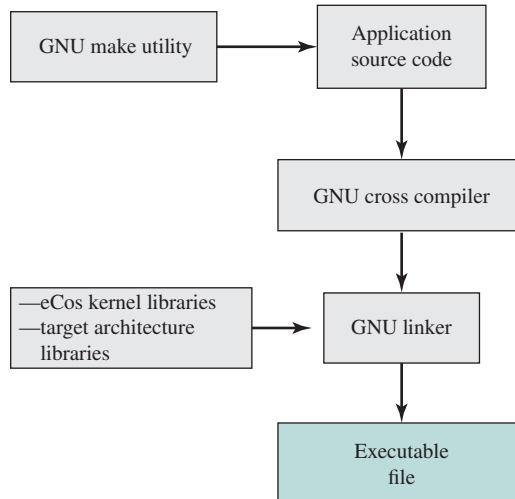 GNU make utility
Application
source code
GNU cross compiler
—eCos kernel libraries
—target architecture
libraries
GNU linker
Executable
file